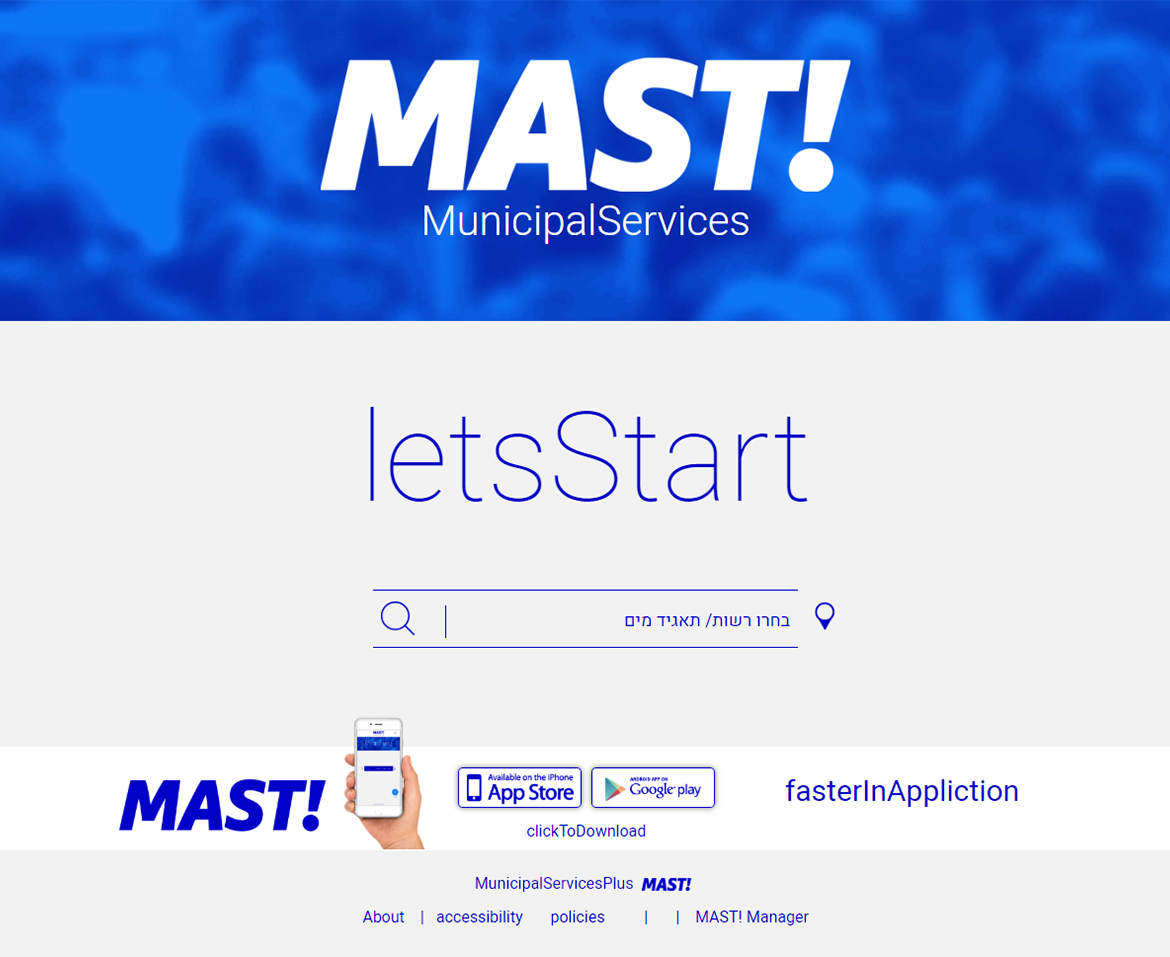 MAST!
MunicipalServices
letsStart
בחרו רשות/ תאגיד מים
MAST!
MAST!
Available on the iPhone
App Store
ANDROID APP ON
Google play
clickToDownload
fasterInAppliction
MunicipalServicesPlus MAST!
About | accessibility policies | | MAST! Manager